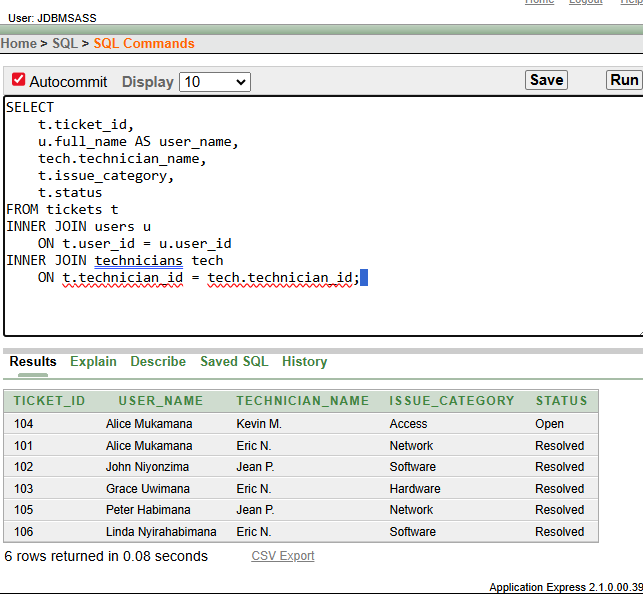 Home Logout Help
User: JDBMSASS
Home > SQL > SQL Commands
Autocommit Display 10 Save Run
SELECT
t.ticket_id,
u.full_name AS user_name,
tech.technician_name,
t.issue_category,
t.status
FROM tickets t
INNER JOIN users u
ON t.user_id = u.user_id
INNER JOIN technicians tech
ON t.technician_id = tech.technician_id;
Results Explain Describe Saved SQL History
TICKET_ID USER_NAME TECHNICIAN_NAME ISSUE_CATEGORY STATUS
104 Alice Mukamana Kevin M. Access Open
101 Alice Mukamana Eric N. Network Resolved
102 John Niyonzima Jean P. Software Resolved
103 Grace Uwimana Eric N. Hardware Resolved
105 Peter Habimana Jean P. Network Resolved
106 Linda Nyirahabimana Eric N. Software Resolved
6 rows returned in 0.08 seconds CSV Export
Application Express 2.1.0.00.39